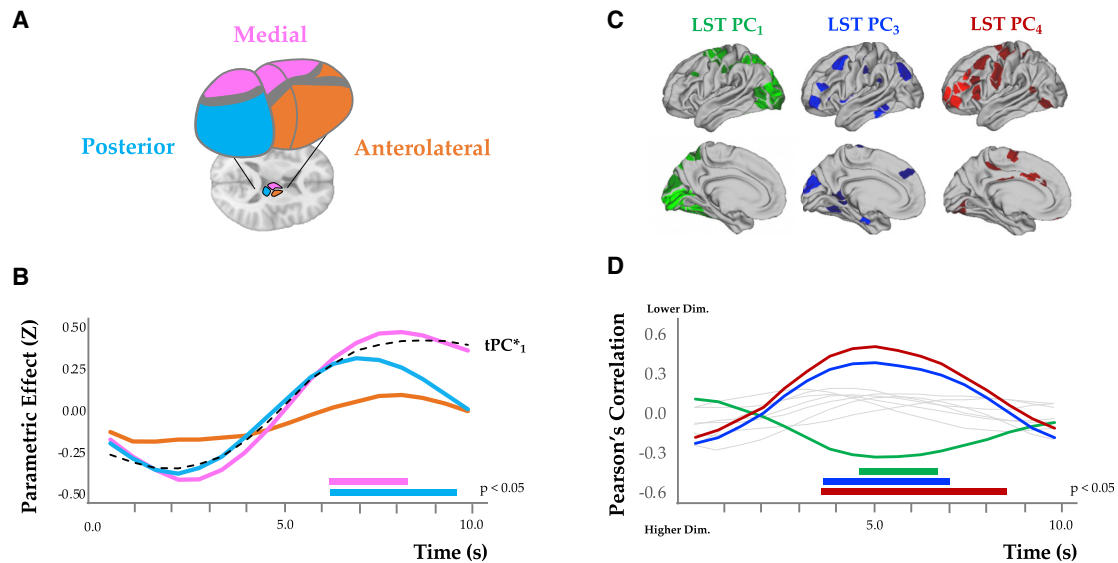 A
Medial
Posterior
Anterolateral
B
Parametric Effect (Z)
0.50
0.25
0.00
-0.25
-0.50
tPC*1
p < 0.05
0.0
5.0
10.0
Time (s)
C
LST PC1
LST PC3
LST PC4
D
Pearson's Correlation
Lower Dim.
0.6
0.3
0.0
-0.3
-0.6
Higher Dim.
p < 0.05
5.0
10.0
Time (s)